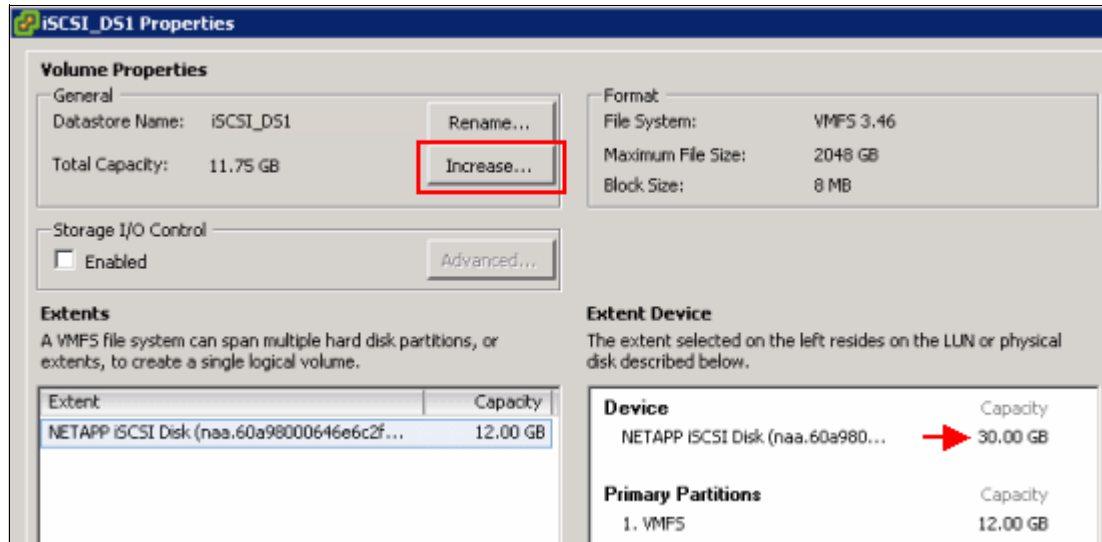 iSCSI_DS1 Properties
Volume Properties
General
Datastore Name: iSCSI_DS1
Rename...
Total Capacity: 11.75 GB
Increase...
Format
File System: VMFS 3.46
Maximum File Size: 2048 GB
Block Size: 8 MB
Storage I/O Control
Enabled
Advanced...
Extents
A VMFS file system can span multiple hard disk partitions, or
extents, to create a single logical volume.
Extent Capacity
NETAPP iSCSI Disk (naa.60a98000646e6c2f... 12.00 GB
Extent Device
The extent selected on the left resides on the LUN or physical
disk described below.
Device Capacity
NETAPP iSCSI Disk (naa.60a980... 30.00 GB
Primary Partitions Capacity
1. VMFS 12.00 GB